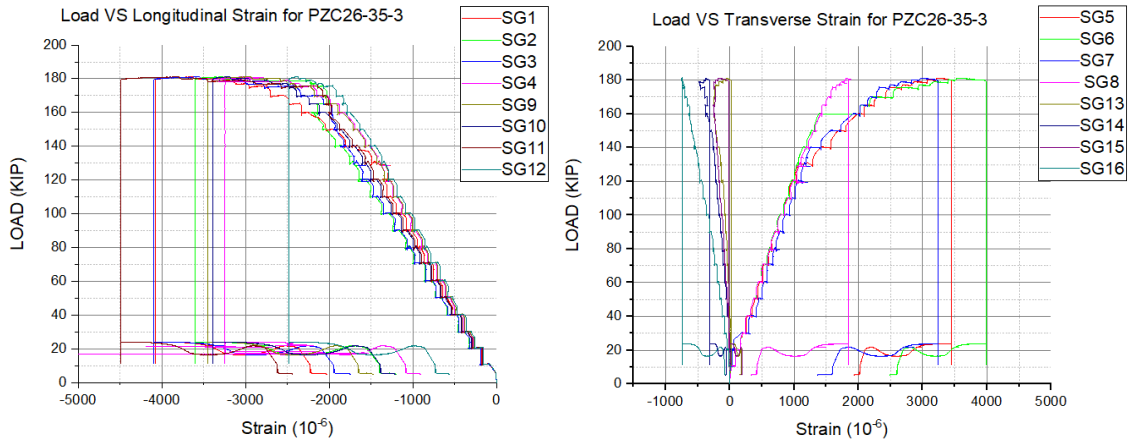 Load VS Longitudinal Strain for PZC26-35-3
SG1
SG2
SG3
SG4
SG9
SG10
SG11
SG12
200
180
160
140
120
100
80
60
40
20
0
LOAD (KIP)
-5000 -4000 -3000 -2000 -1000 0
Strain (10-6)
Load VS Transverse Strain for PZC26-35-3
SG5
SG6
SG7
SG8
SG13
SG14
SG15
SG16
200
180
160
140
120
100
80
60
40
20
0
LOAD (KIP)
-1000 0 1000 2000 3000 4000 5000
Strain (10-6)